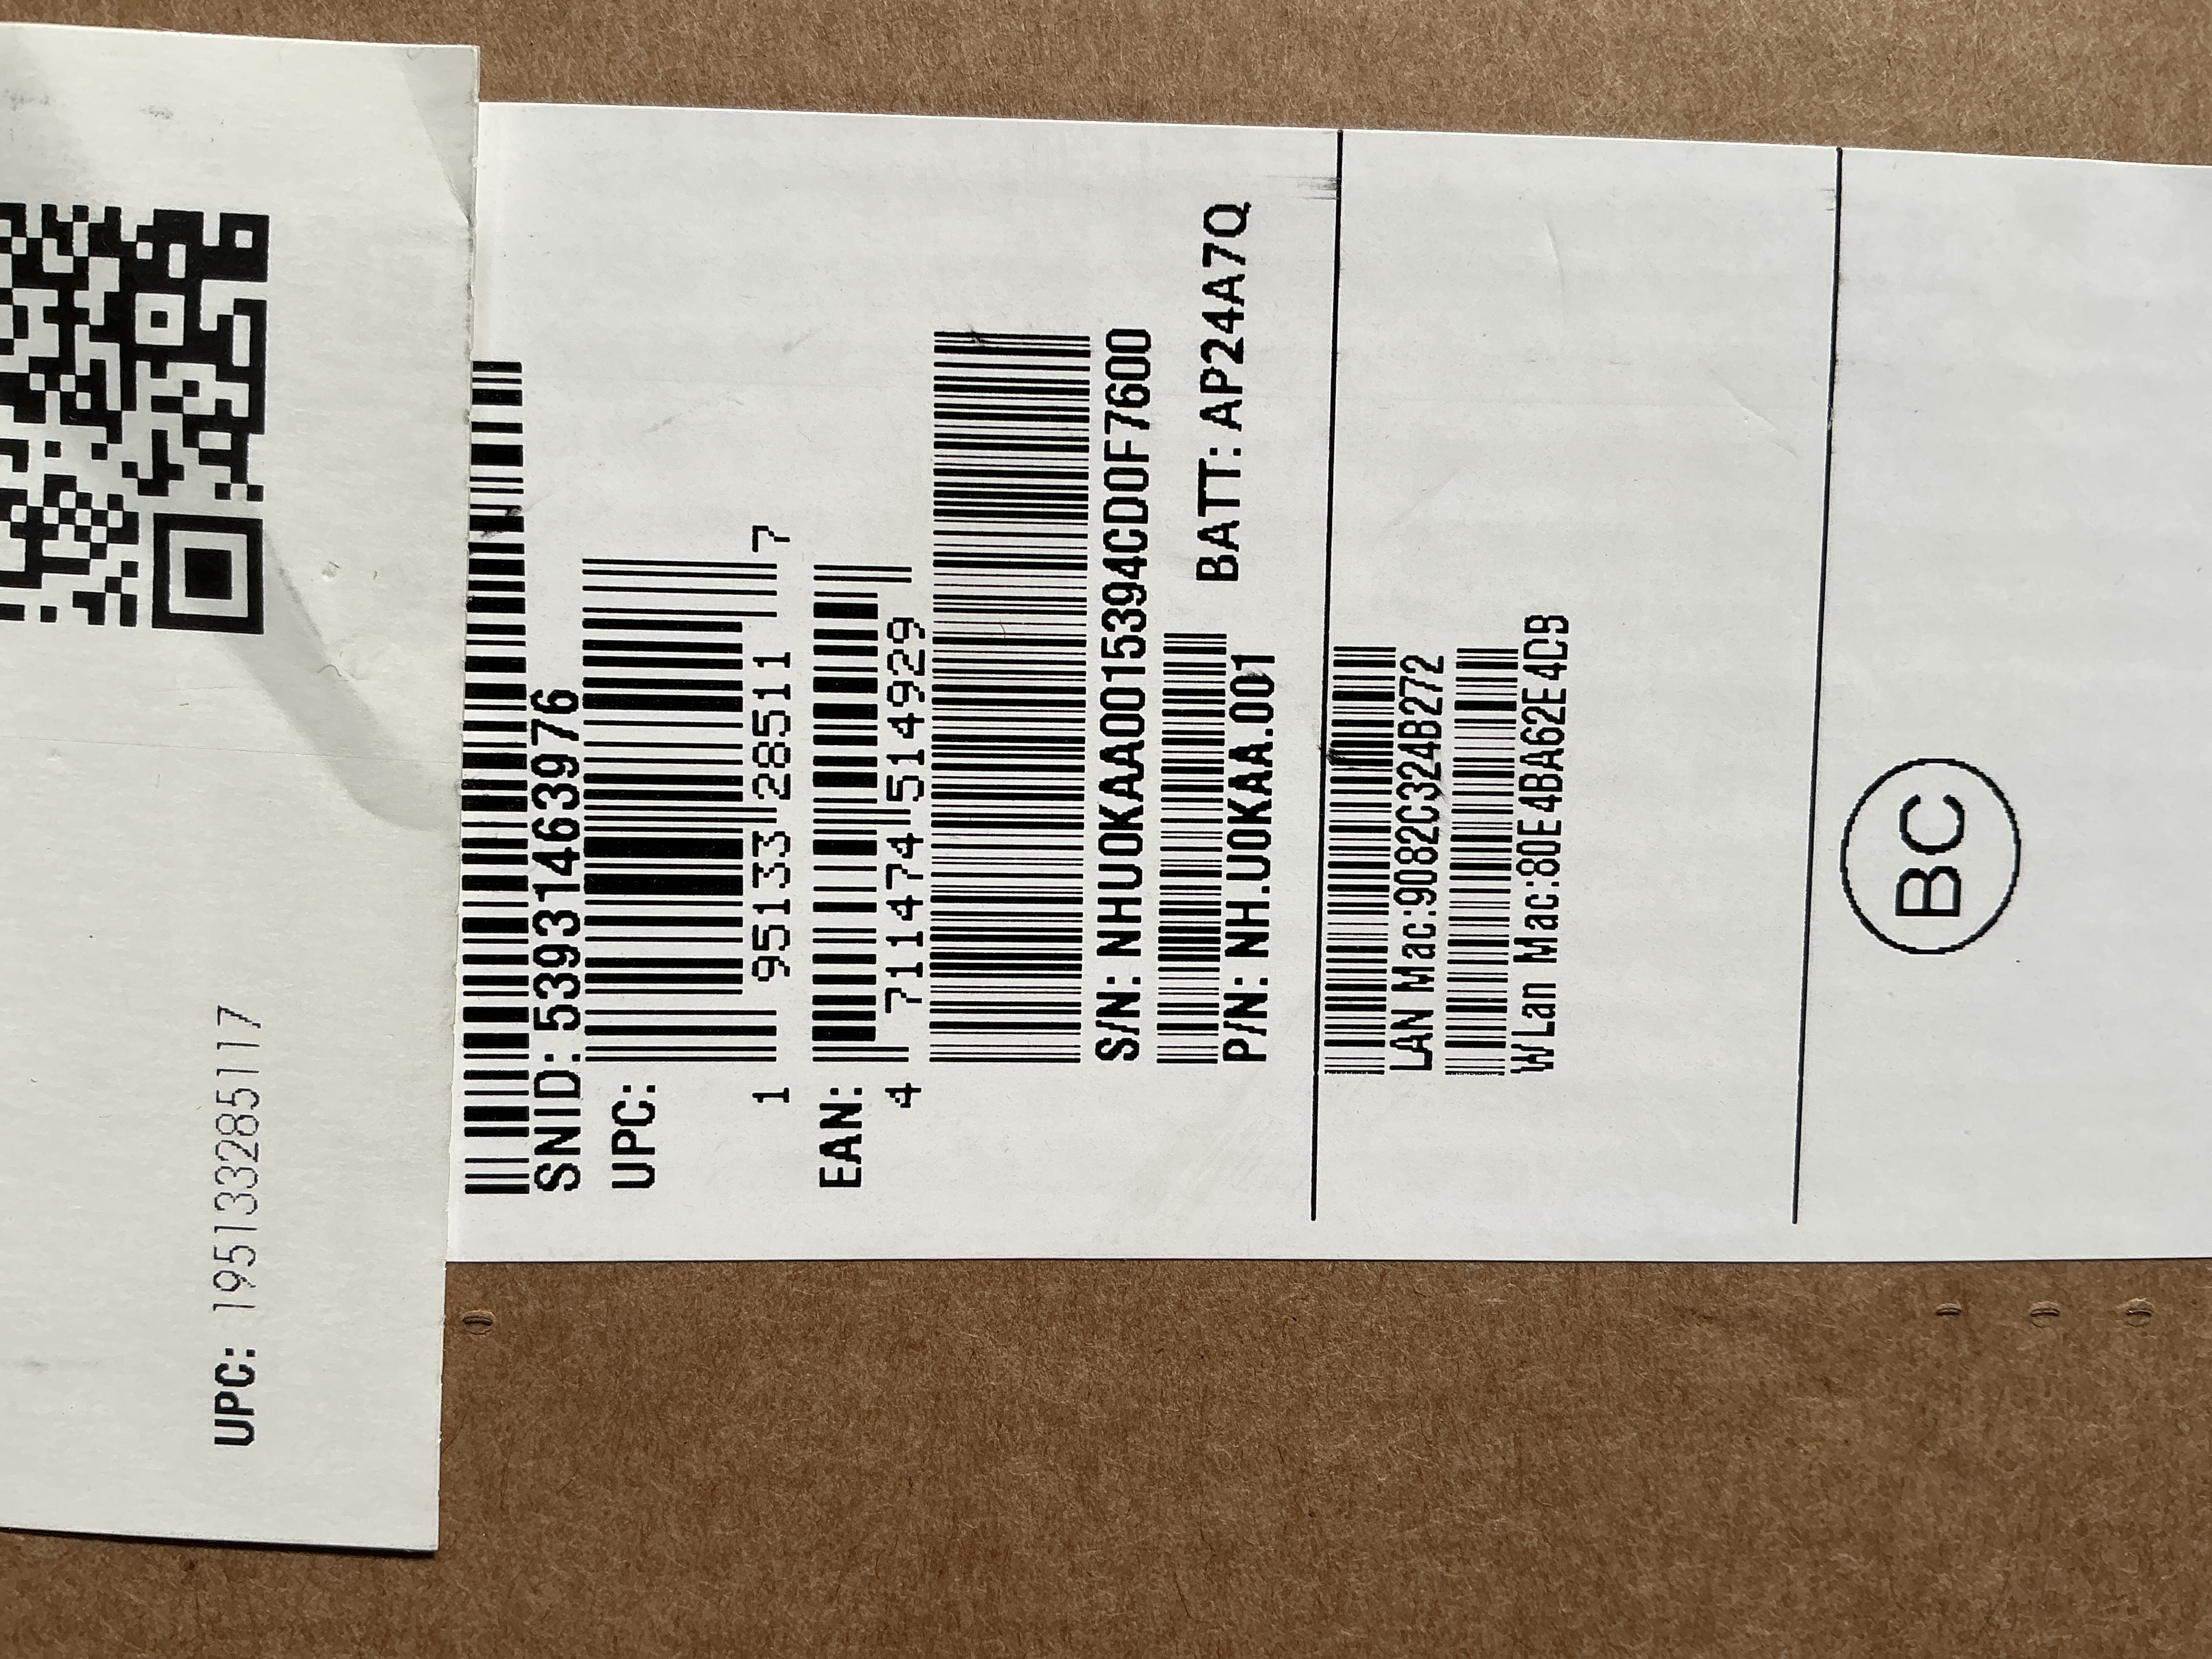 UPC: 195133285117
SNID: 53931463976
UPC:
1 95133 28511 7
EAN:
4 711474 514929
S/N: NHU0KAA0015394CD0F7600
BATT: AP24A7Q
P/N: NH.U0KAA.001
LAN Mac:9082C324B272
WLan Mac:80E4BA62E4DB
BC